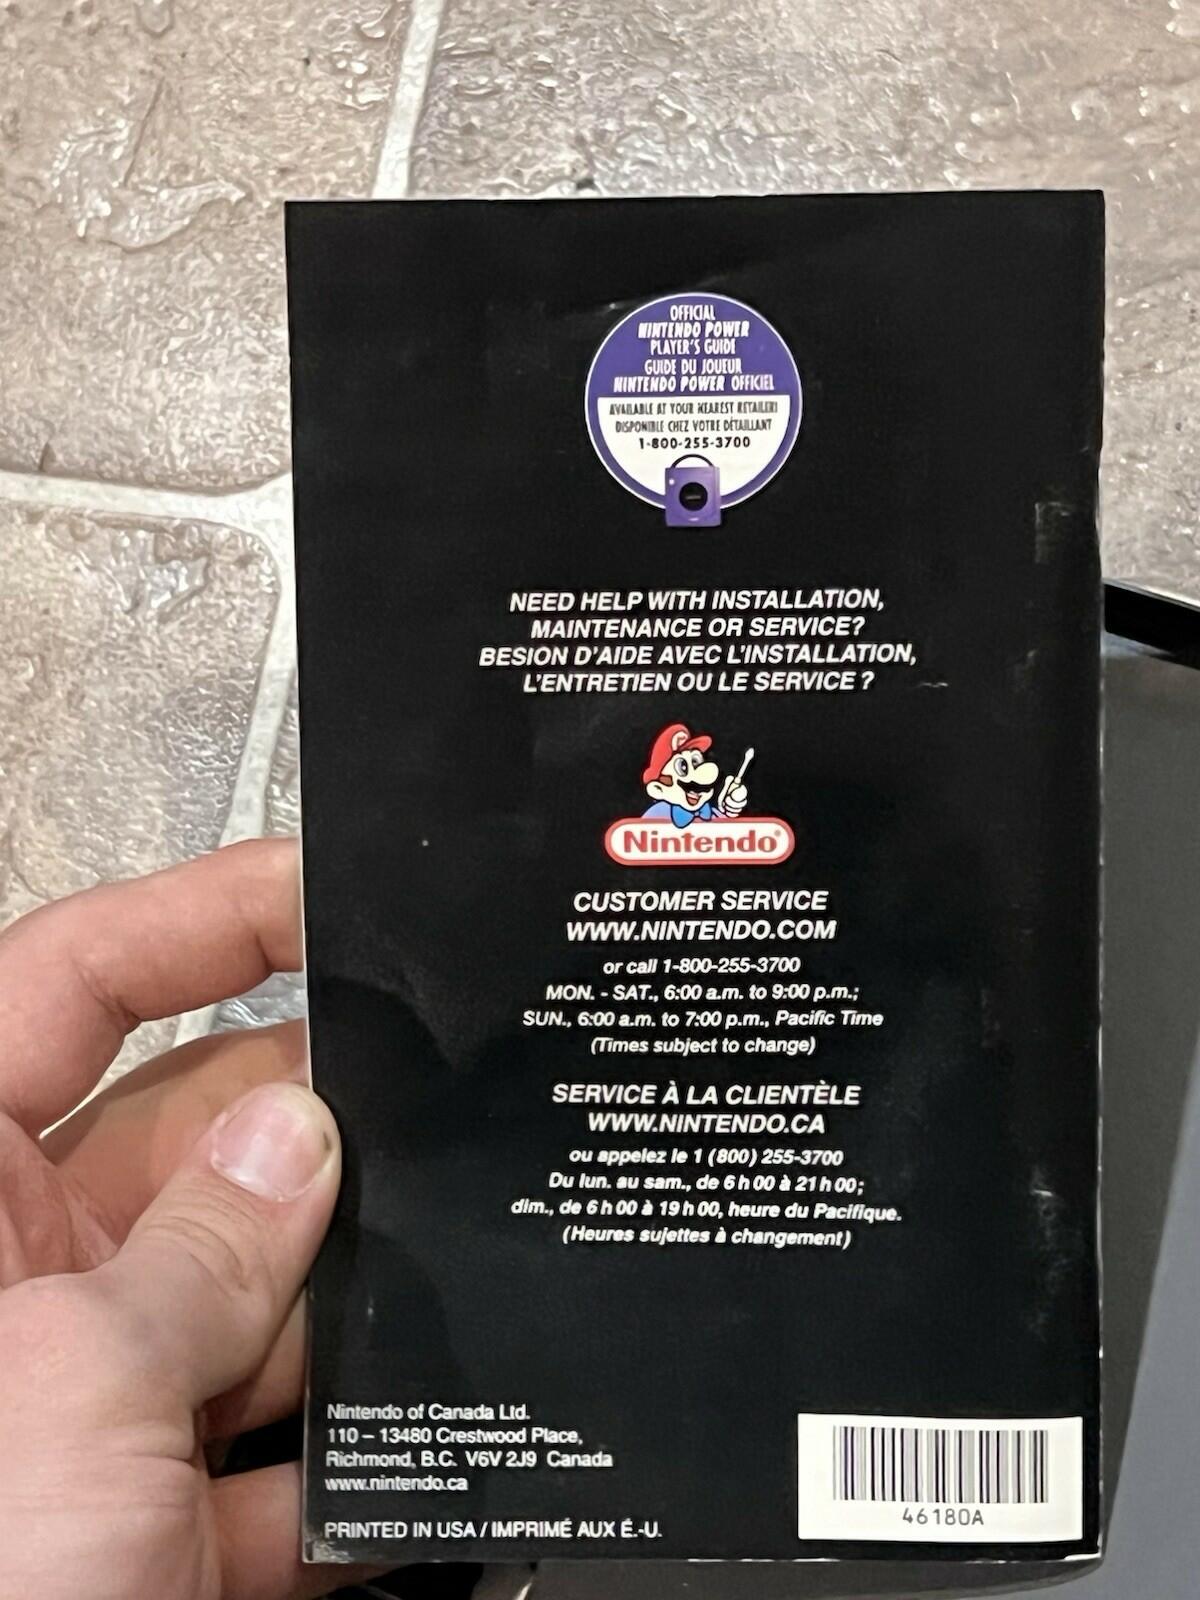 OFFICIAL
NINTENDO POWER
PLAYER'S GUIDE
GUIDE DU JOUEUR
NINTENDO POWER OFFICIEL
AVAILABLE AT YOUR NEAREST RETAILER!
DISPONIBLE CHEZ VOTRE DÉTAILLANT
1-800-255-3700
NEED HELP WITH INSTALLATION,
MAINTENANCE OR SERVICE?
BESION D'AIDE AVEC L'INSTALLATION,
L'ENTRETIEN OU LE SERVICE ?
Nintendo®
CUSTOMER SERVICE
WWW.NINTENDO.COM
or call 1-800-255-3700
MON. - SAT., 6:00 a.m. to 9:00 p.m.;
SUN., 6:00 a.m. to 7:00 p.m., Pacific Time
(Times subject to change)
SERVICE À LA CLIENTÈLE
WWW.NINTENDO.CA
ou appelez le 1 (800) 255-3700
Du lun. au sam., de 6 h 00 à 21 h 00;
dim., de 6 h 00 à 19 h 00, heure du Pacifique.
(Heures sujettes à changement)
Nintendo of Canada Ltd.
110 – 13480 Crestwood Place,
Richmond, B.C. V6V 2J9 Canada
www.nintendo.ca
PRINTED IN USA / IMPRIMÉ AUX É.-U.
46180A